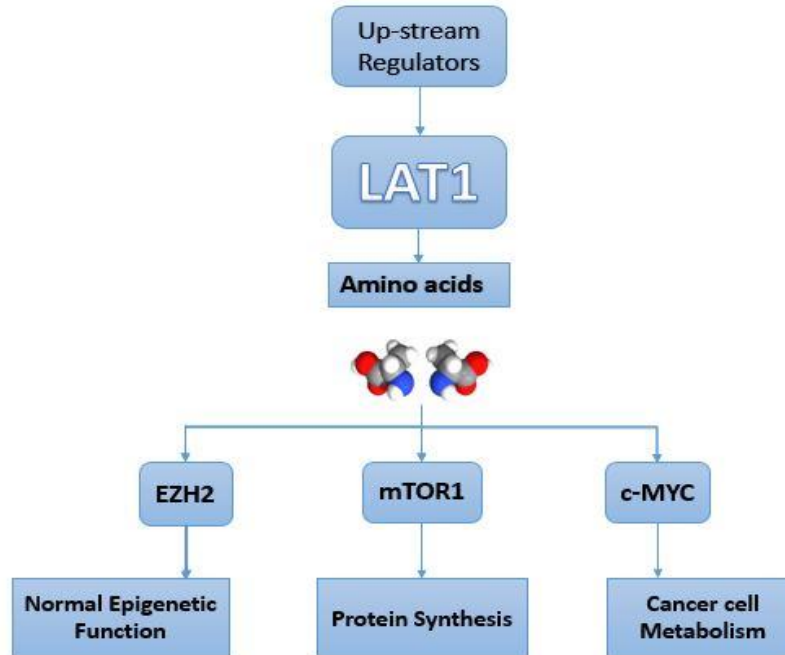 Up-stream
Regulators
LAT1
Amino acids
EZH2
mTOR1
c-MYC
Normal Epigenetic
Function
Protein Synthesis
Cancer cell
Metabolism